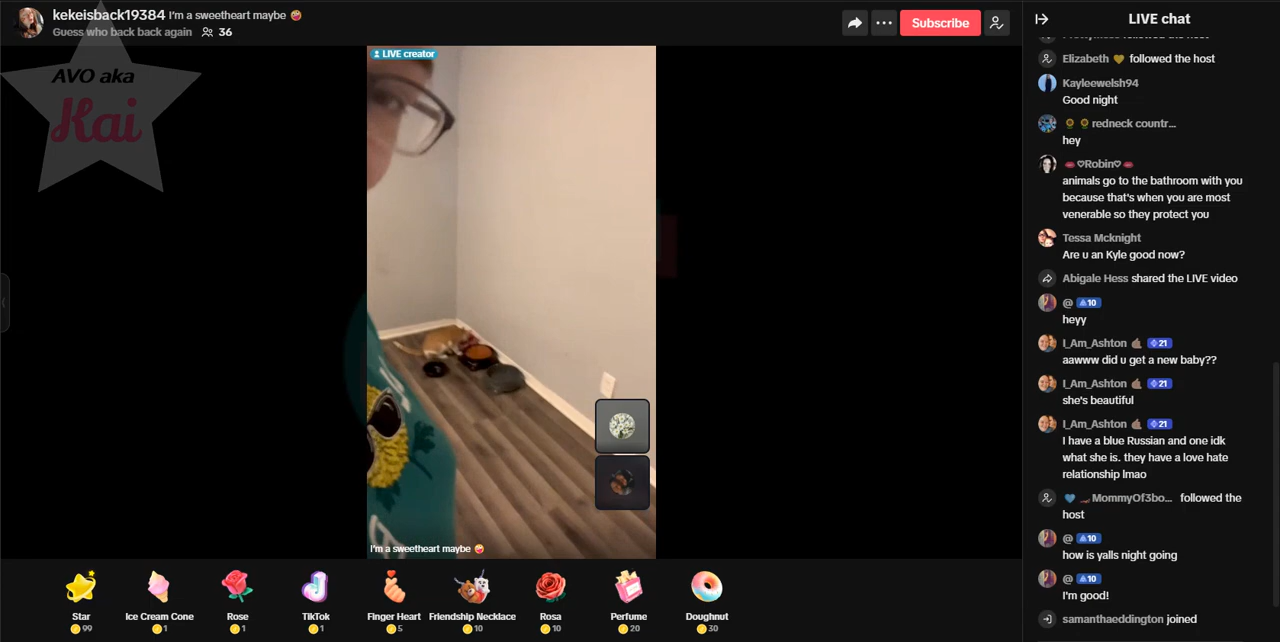 kekeisback19384 I'm a sweetheart maybe 🤪
Guess who back back again 36
AVO aka
Kai
LIVE creator
I'm a sweetheart maybe 🤪
Subscribe
Star
99
Ice Cream Cone
1
Rose
1
TikTok
1
Finger Heart
5
Friendship Necklace
10
Rosa
10
Perfume
20
Doughnut
30
LIVE chat
followed the host
Elizabeth 💛 followed the host
Kayleewelsh94
Good night
🌻 🌻 redneck countr...
hey
👄♡Robin♡👄
animals go to the bathroom with you
because that's when you are most
venerable so they protect you
Tessa Mcknight
Are u an Kyle good now?
Abigale Hess shared the LIVE video
@ 10
heyy
I_Am_Ashton 21
aawww did u get a new baby??
I_Am_Ashton 21
she's beautiful
I_Am_Ashton 21
I have a blue Russian and one idk
what she is. they have a love hate
relationship lmao
MommyOf3bo... followed the
host
@ 10
how is yalls night going
@ 10
I'm good!
samanthaeddington joined